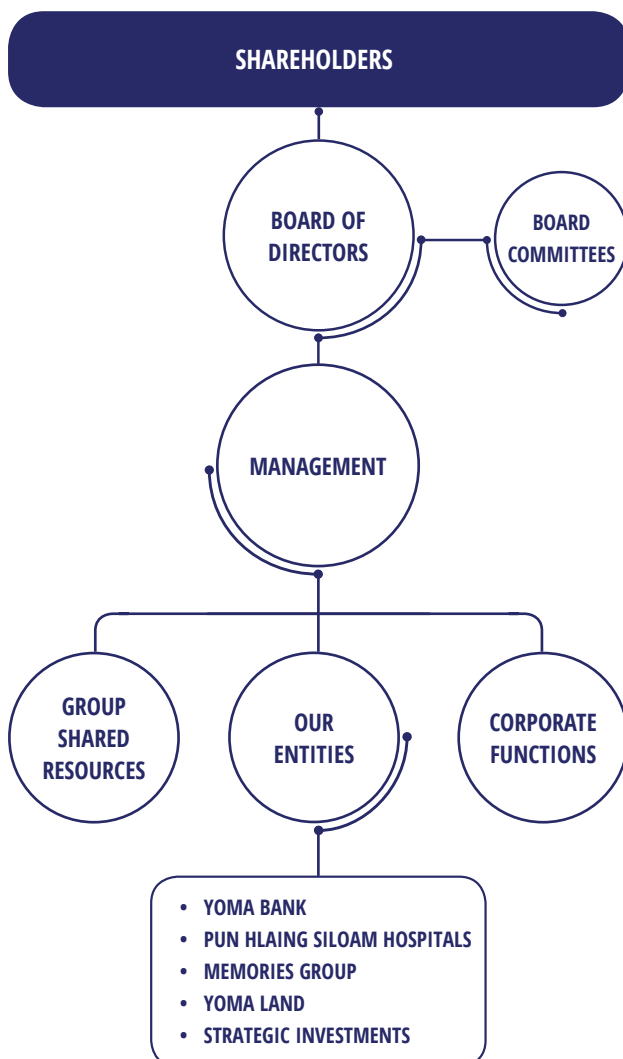 SHAREHOLDERS
BOARD OF
DIRECTORS
BOARD
COMMITTEES
MANAGEMENT
GROUP
SHARED
RESOURCES
OUR
ENTITIES
CORPORATE
FUNCTIONS
• YOMA BANK
• PUN HLAING SILOAM HOSPITALS
• MEMORIES GROUP
• YOMA LAND
• STRATEGIC INVESTMENTS